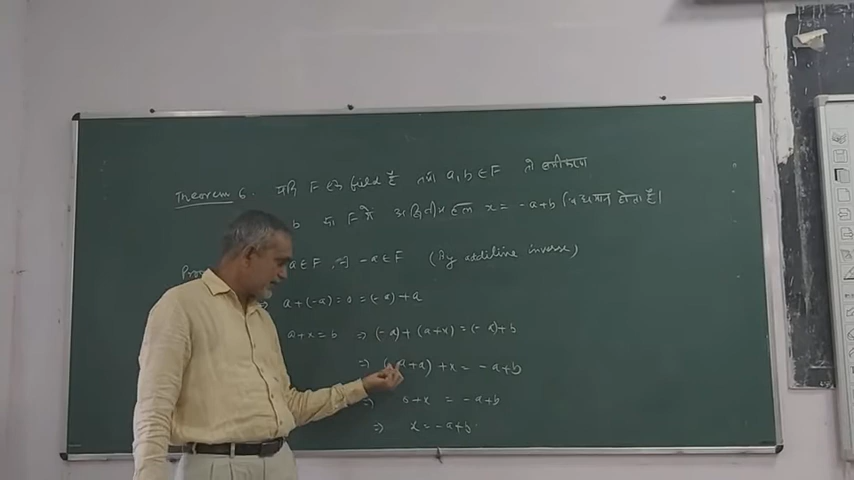 Theorem 6. यदि F एक field है तथा a, b ∈ F तो समीकरण
b का F में अद्वितीय हल x = -a+b विद्यमान होता है।
a ∈ F, ∃ -a ∈ F (By additive inverse)
⇒ a + (-a) = 0 = (-a) + a
a + x = b ⇒ (-a) + (a+x) = (-a) + b
⇒ (-a+a) + x = -a+b
⇒ 0 + x = -a+b
⇒ x = -a+b.